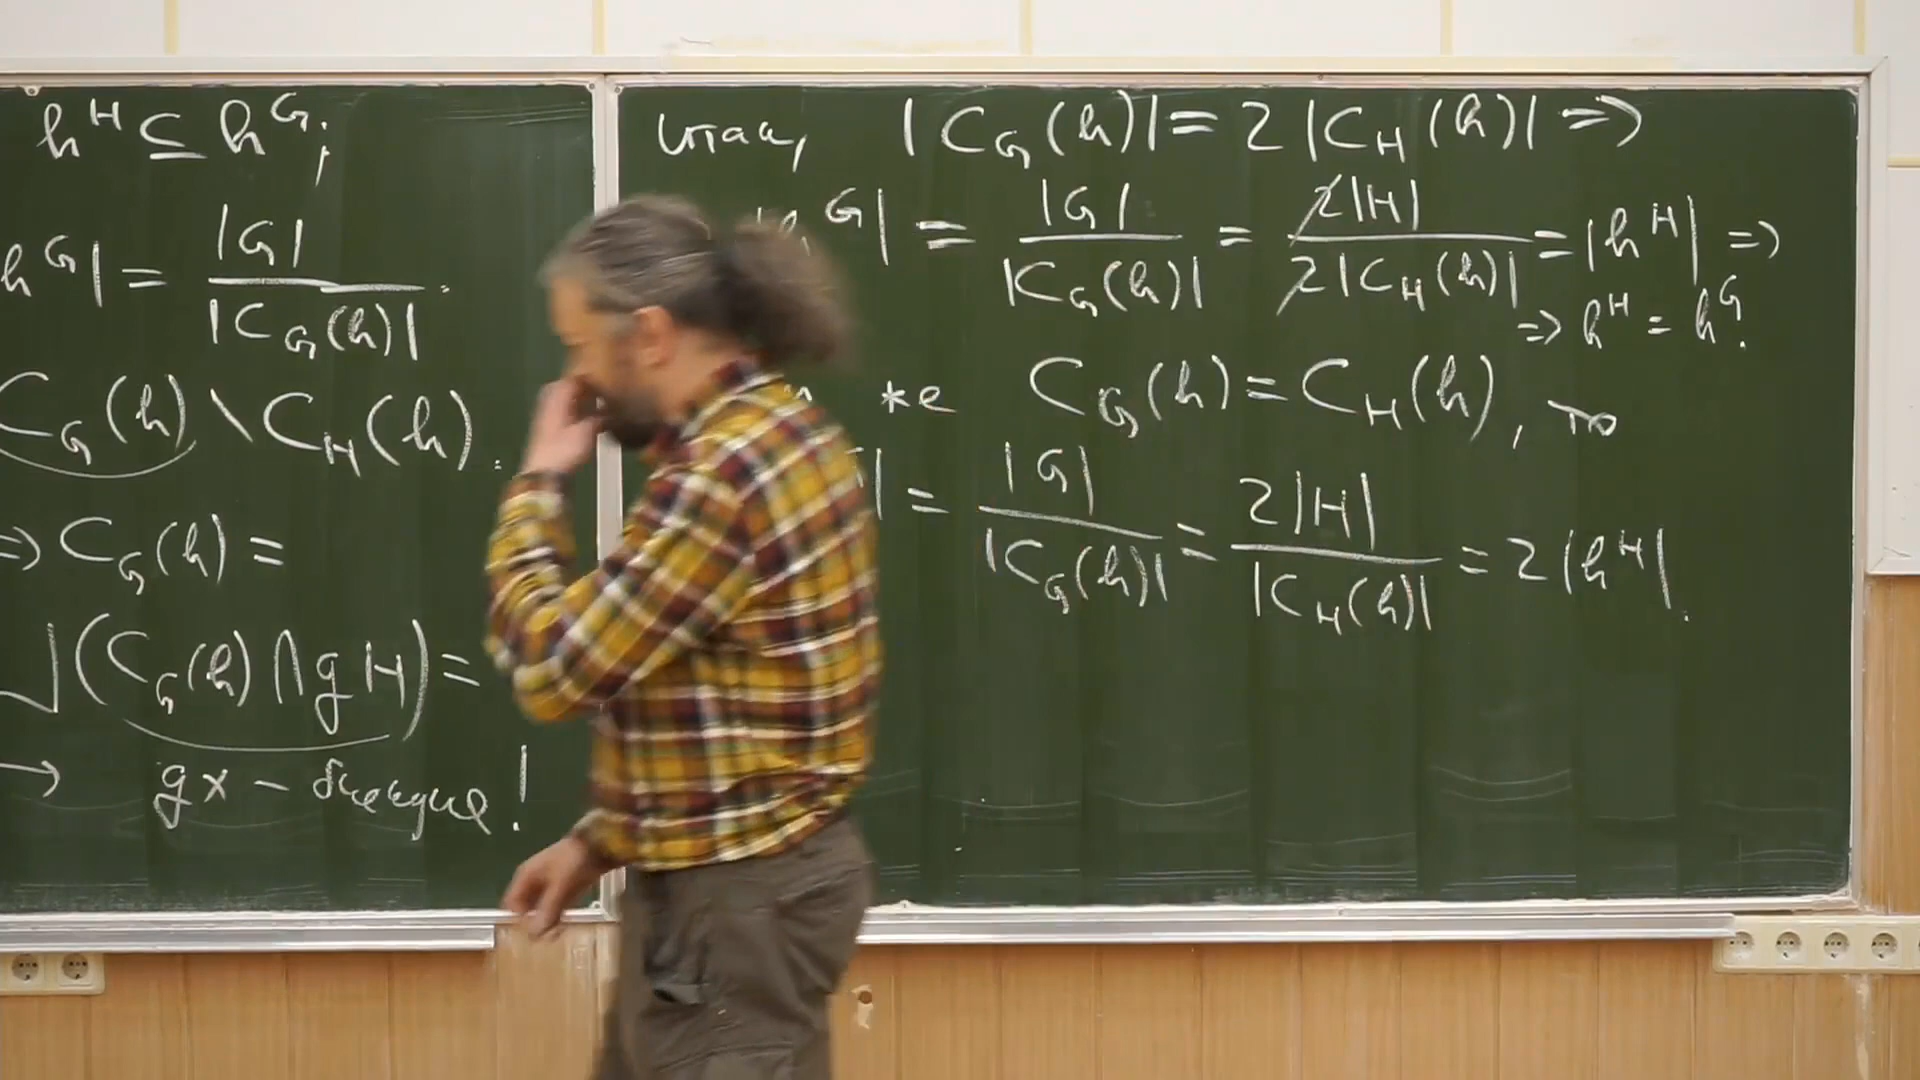 h^H ⊆ h^G;
h^G| = |G| / |C_G(h)|.
C_G(h) \ C_H(h).
⇒ C_G(h) =
(C_G(h) ∩ gH) =
→ gx – биекция!
Итак, |C_G(h)| = 2|C_H(h)| ⇒
h^G| = |G| / |C_G(h)| = 2|H| / 2|C_H(h)| = |h^H| ⇒
⇒ h^H = h^G.
же C_G(h) = C_H(h), то
| = |G| / |C_G(h)| = 2|H| / |C_H(h)| = 2|h^H|.